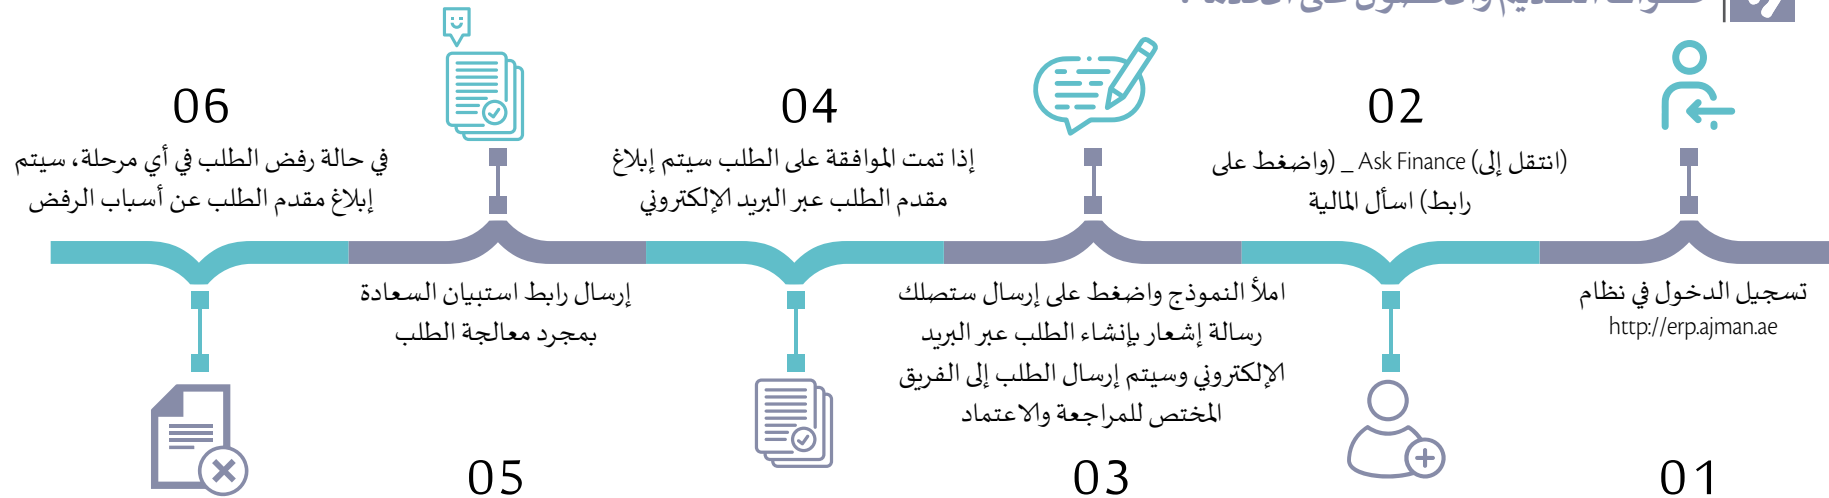 01
تسجيل الدخول في نظام
http://erp.ajman.ae
02
(انتقل إلى) Ask Finance _ (واضغط على
رابط) اسأل المالية
03
املأ النموذج واضغط على إرسال ستصلك
رسالة إشعار بإنشاء الطلب عبر البريد
الإلكتروني وسيتم إرسال الطلب إلى الفريق
المختص للمراجعة والاعتماد
04
إذا تمت الموافقة على الطلب سيتم إبلاغ
مقدم الطلب عبر البريد الإلكتروني
05
إرسال رابط استبيان السعادة
بمجرد معالجة الطلب
06
في حالة رفض الطلب في أي مرحلة، سيتم
إبلاغ مقدم الطلب عن أسباب الرفض